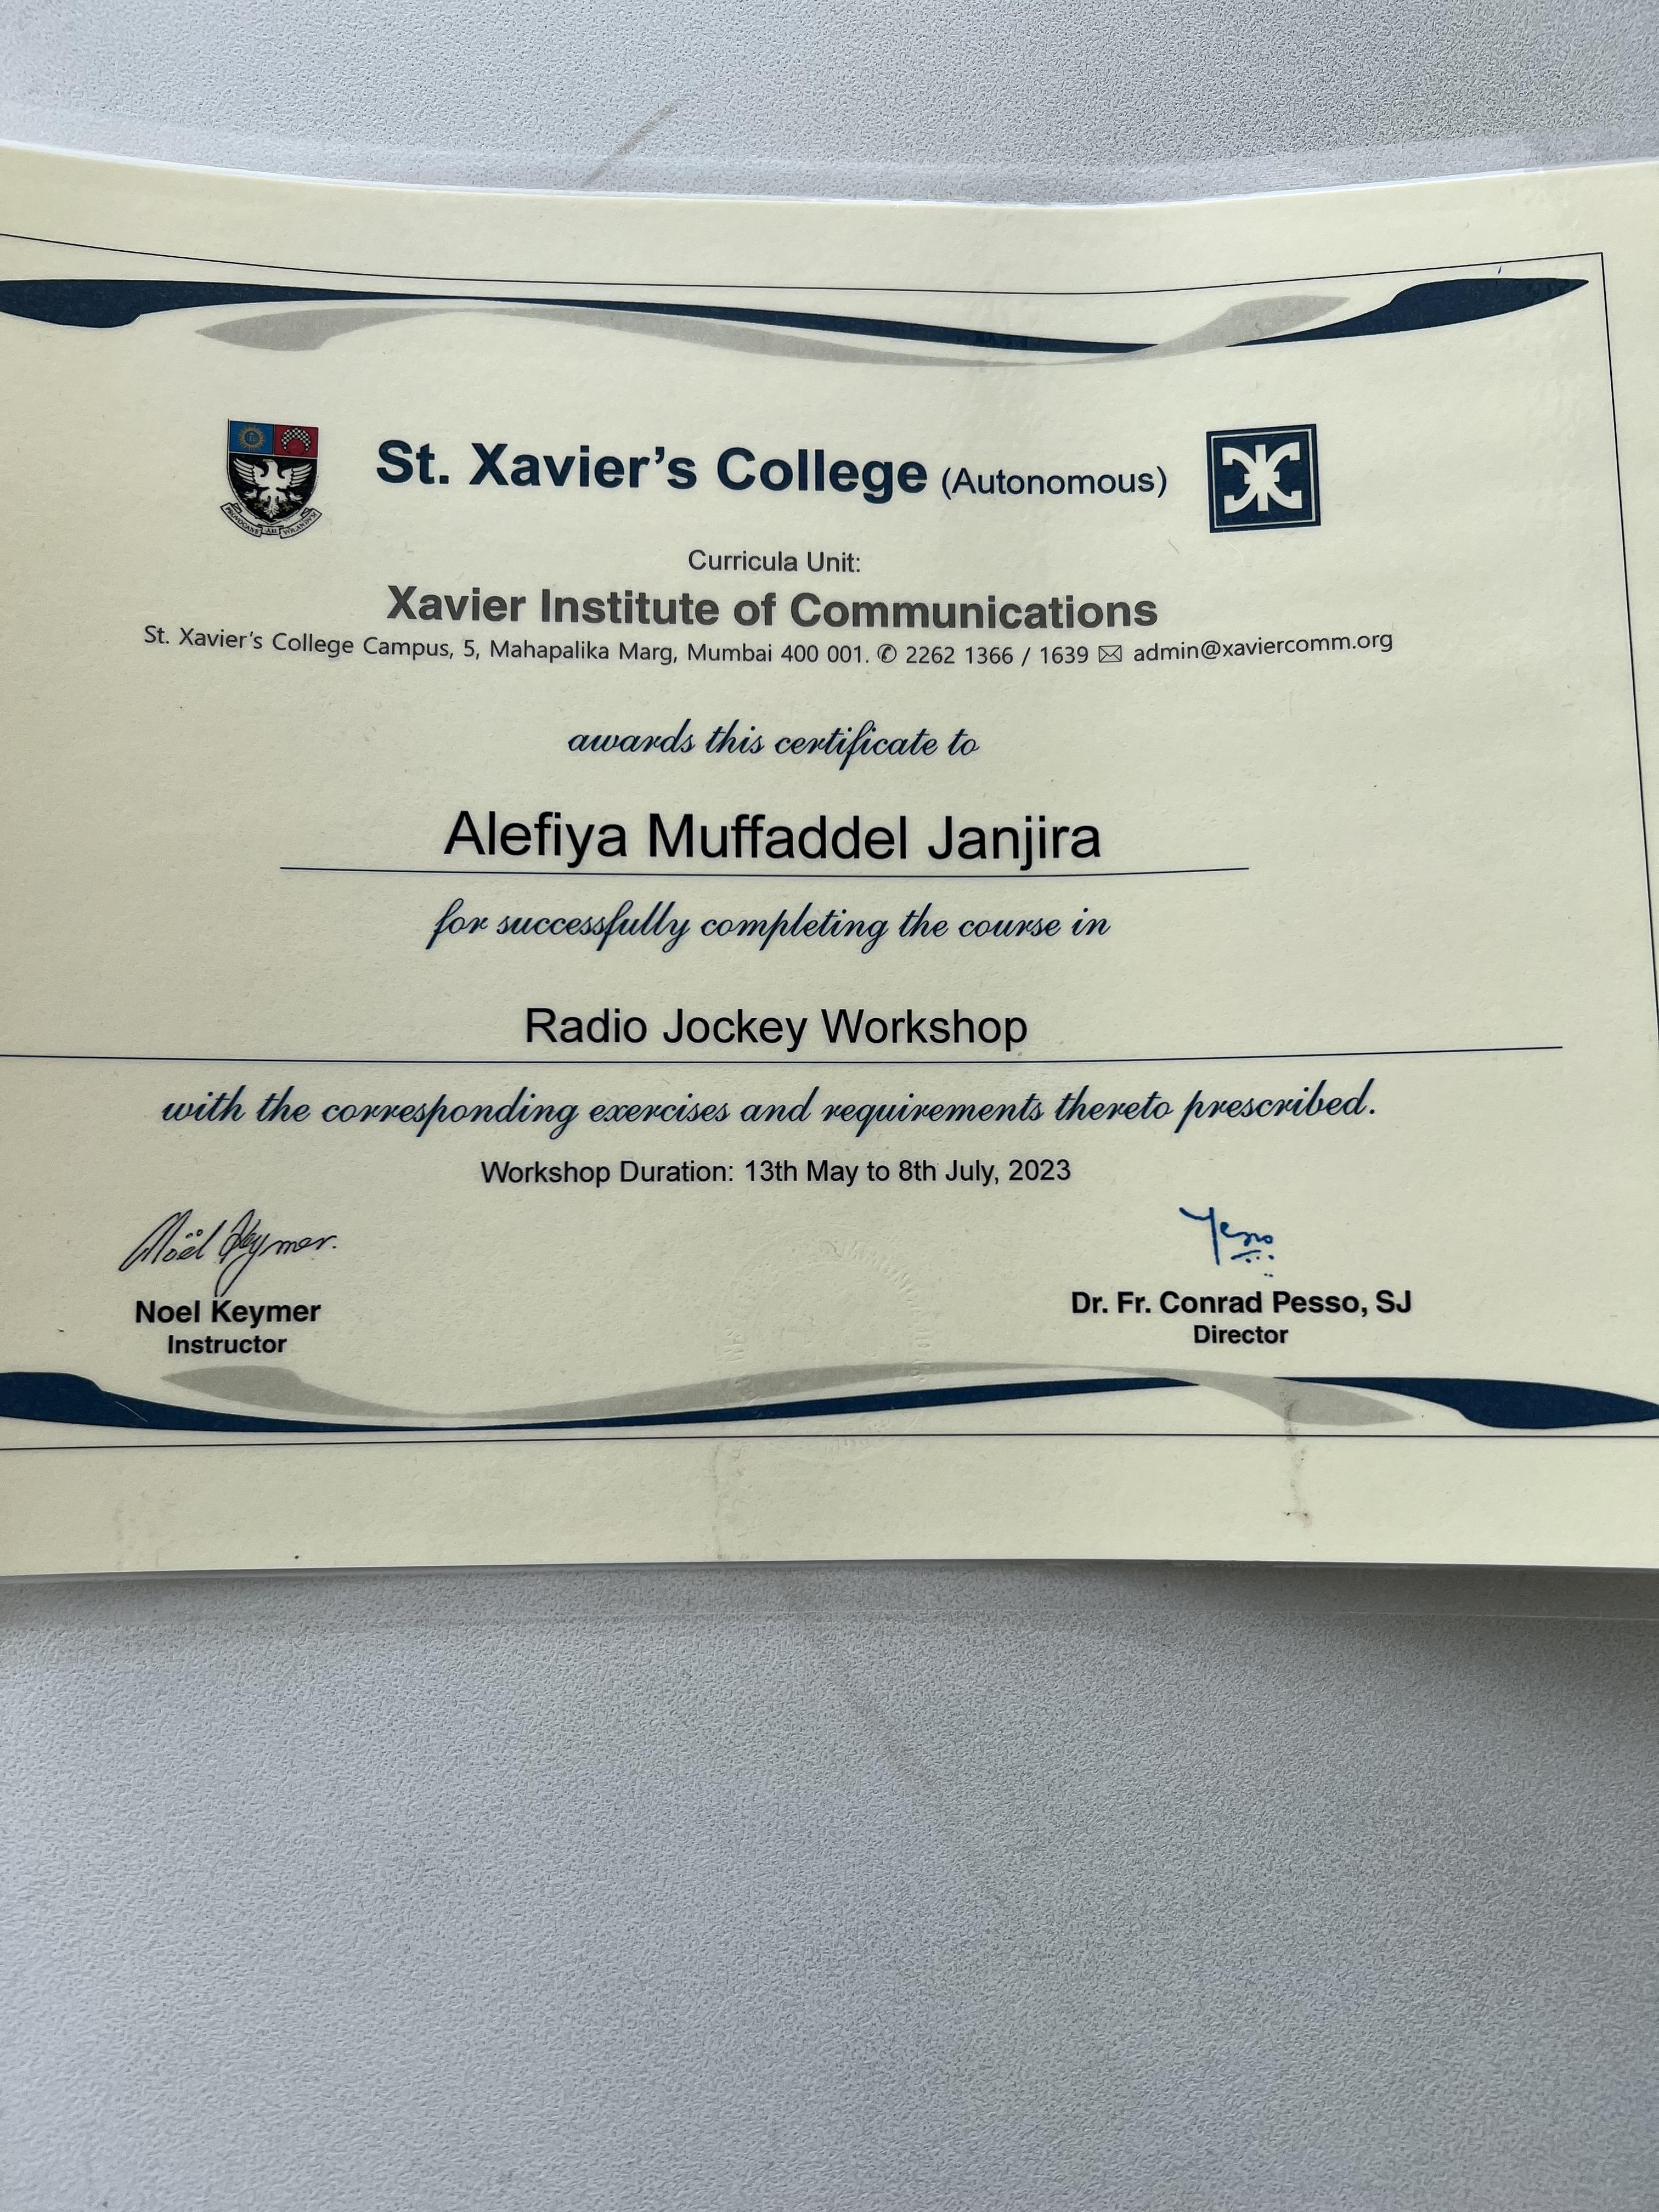 St. Xavier's College (Autonomous)
Curricula Unit:
Xavier Institute of Communications
St. Xavier's College Campus, 5, Mahapalika Marg, Mumbai 400 001. ✆ 2262 1366 / 1639 ✉ admin@xaviercomm.org
awards this certificate to
Alefiya Muffaddel Janjira
for successfully completing the course in
Radio Jockey Workshop
with the corresponding exercises and requirements thereto prescribed.
Workshop Duration: 13th May to 8th July, 2023
Noël Keymer.
Noel Keymer
Instructor
Pesso
Dr. Fr. Conrad Pesso, SJ
Director